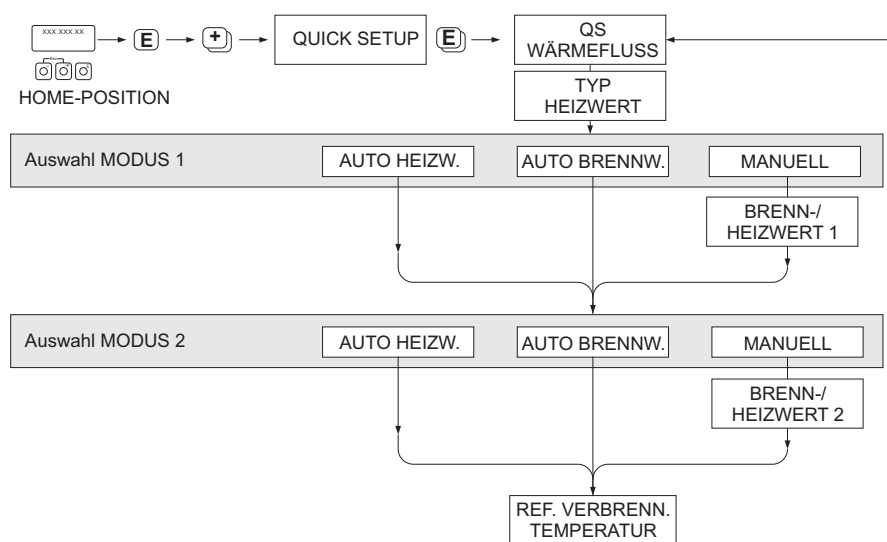 xxx.xxx.xx
Esc
E
+
QUICK SETUP
E
QS
WÄRMEFLUSS
HOME-POSITION
TYP
HEIZWERT
Auswahl MODUS 1
AUTO HEIZW.
AUTO BRENNW.
MANUELL
BRENN-/
HEIZWERT 1
Auswahl MODUS 2
AUTO HEIZW.
AUTO BRENNW.
MANUELL
BRENN-/
HEIZWERT 2
REF. VERBRENN.
TEMPERATUR